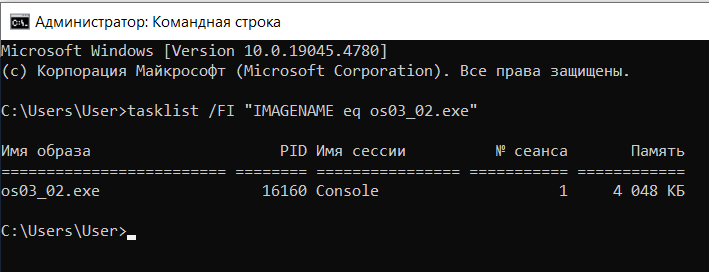 Администратор: Командная строка
Microsoft Windows [Version 10.0.19045.4780]
(c) Корпорация Майкрософт (Microsoft Corporation). Все права защищены.
C:\Users\User>tasklist /FI "IMAGENAME eq os03_02.exe"
Имя образа                     PID Имя сессии          № сеанса       Память
========================= ======== ================ =========== ============
os03_02.exe                  16160 Console                    1     4 048 КБ
C:\Users\User>